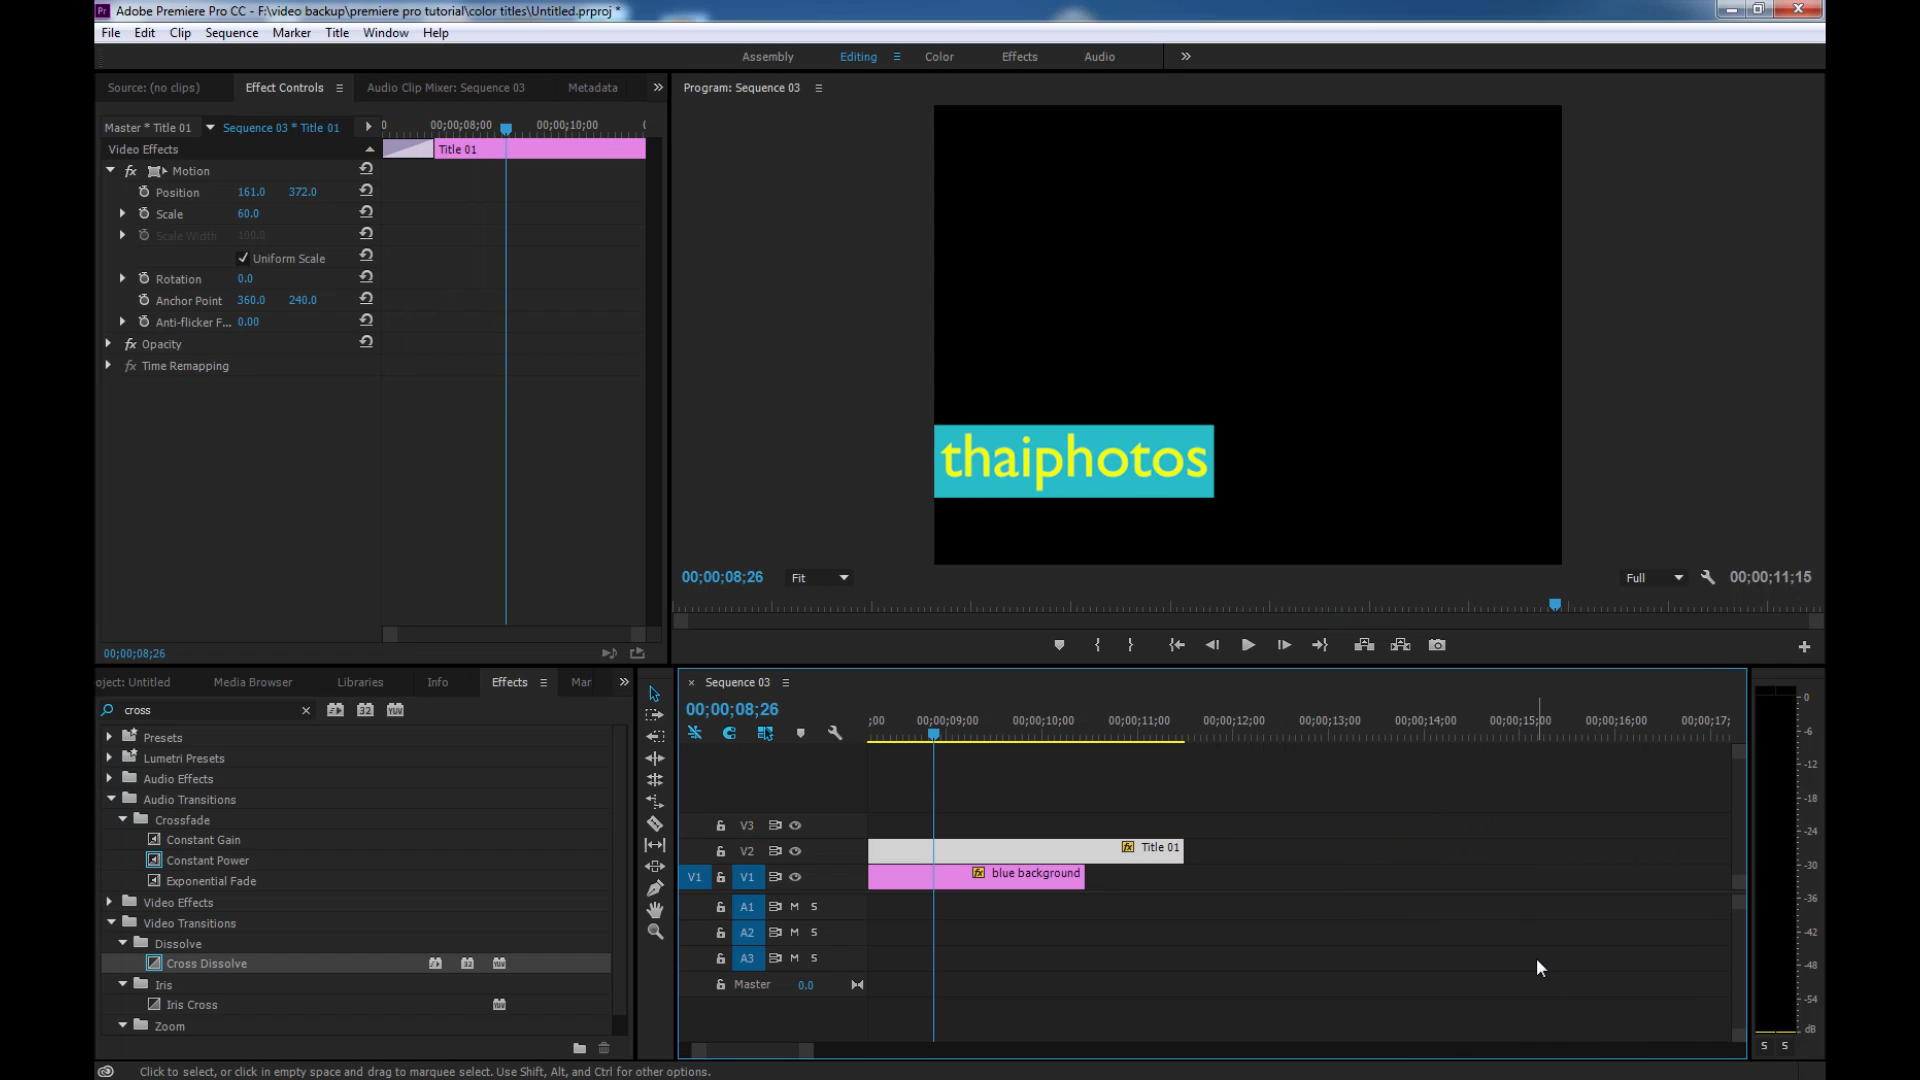 Adobe Premiere Pro CC - F:\video backup\premiere pro tutorial\color titles\Untitled.prproj *
File Edit Clip Sequence Marker Title Window Help
Assembly Editing Color Effects Audio
Source: (no clips) Effect Controls Audio Clip Mixer: Sequence 03 Metadata
Program: Sequence 03
Master * Title 01 Sequence 03 * Title 01
0 00;00;08;00 00;00;10;00
Video Effects
Title 01
fx Motion
Position 161.0 372.0
Scale 60.0
Scale Width 100.0
Uniform Scale
Rotation 0.0
Anchor Point 360.0 240.0
Anti-flicker F... 0.00
fx Opacity
fx Time Remapping
00;00;08;26
thaiphotos
00;00;08;26 Fit Full 00;00;11;15
oject: Untitled Media Browser Libraries Info Effects Mar
cross
32 YUV
Presets
Lumetri Presets
Audio Effects
Audio Transitions
Crossfade
Constant Gain
Constant Power
Exponential Fade
Video Effects
Video Transitions
Dissolve
Cross Dissolve 32 YUV
Iris
Iris Cross YUV
Zoom
× Sequence 03
00;00;08;26
;00 00;00;09;00 00;00;10;00 00;00;11;00 00;00;12;00 00;00;13;00 00;00;14;00 00;00;15;00 00;00;16;00 00;00;17;
V3
V2 fx Title 01
V1 V1 fx blue background
A1 M S
A2 M S
A3 M S
Master 0.0
0
-6
-12
-18
-24
-30
-36
-42
-48
-54
dB
S S
Click to select, or click in empty space and drag to marquee select. Use Shift, Alt, and Ctrl for other options.